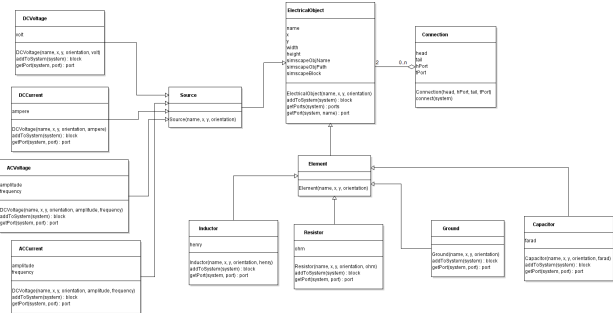 DCVoltage
volt
DCVoltage(name, x, y, orientation, volt)
addToSystem(system) : block
getPort(system, port) : port
DCCurrent
ampere
DCVoltage(name, x, y, orientation, ampere)
addToSystem(system) : block
getPort(system, port) : port
ACVoltage
amplitude
frequency
DCVoltage(name, x, y, orientation, amplitude, frequency)
addToSystem(system) : block
getPort(system, port) : port
ACCurrent
amplitude
frequency
DCVoltage(name, x, y, orientation, amplitude, frequency)
addToSystem(system) : block
getPort(system, port) : port
Source
Source(name, x, y, orientation)
ElectricalObject
name
x
y
width
height
simscapeObjName
simscapeObjPath
simscapeBlock
ElectricalObject(name, x, y, orientation)
addToSystem(system) : block
getPorts(system) : ports
getPort(system, name) : port
2
0..n
Connection
head
tail
hPort
tPort
Connection(head, hPort, tail, tPort)
connect(system)
Element
Element(name, x, y, orientation)
Inductor
henry
Inductor(name, x, y, orientation, henry)
addToSystem(system) : block
getPort(system, port) : port
Resistor
ohm
Resistor(name, x, y, orientation, ohm)
addToSystem(system) : block
getPort(system, port) : port
Ground
Ground(name, x, y, orientation)
addToSystem(system) : block
getPort(system, port) : port
Capacitor
farad
Capacitor(name, x, y, orientation, farad)
addToSystem(system) : block
getPort(system, port) : port